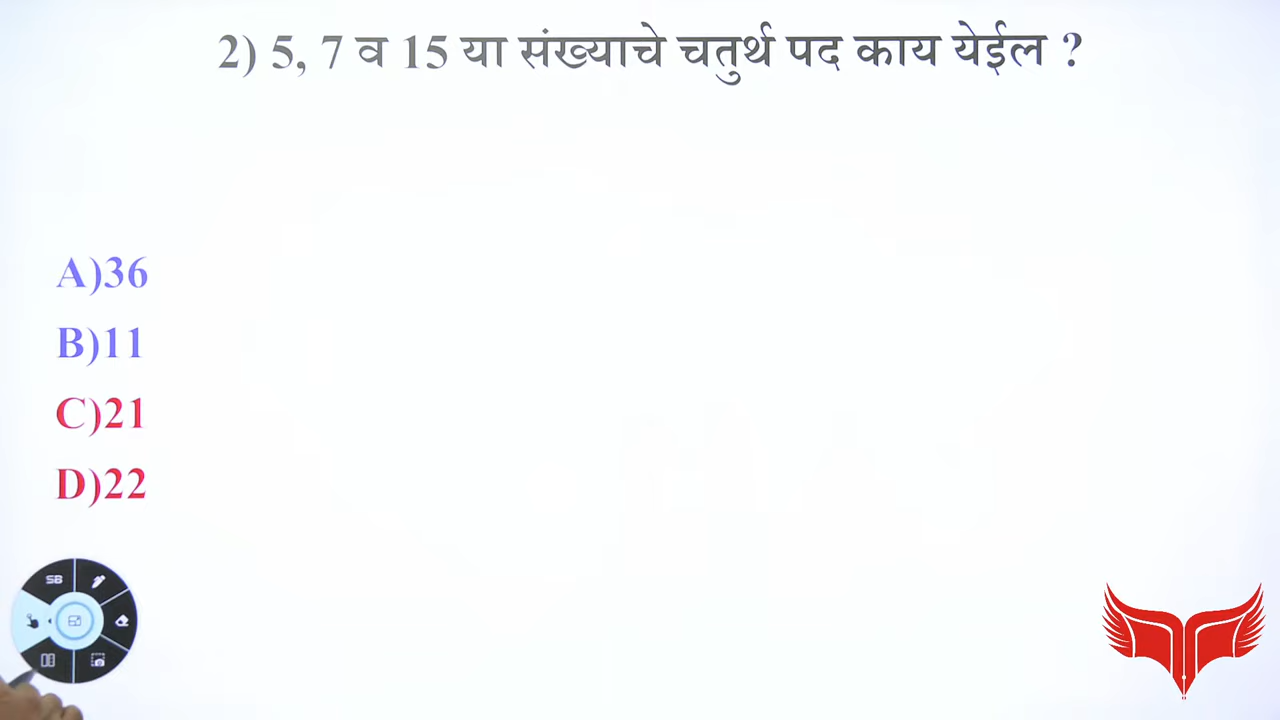 2) 5, 7 व 15 या संख्याचे चतुर्थ पद काय येईल ?
A)36
B)11
C)21
D)22
SB